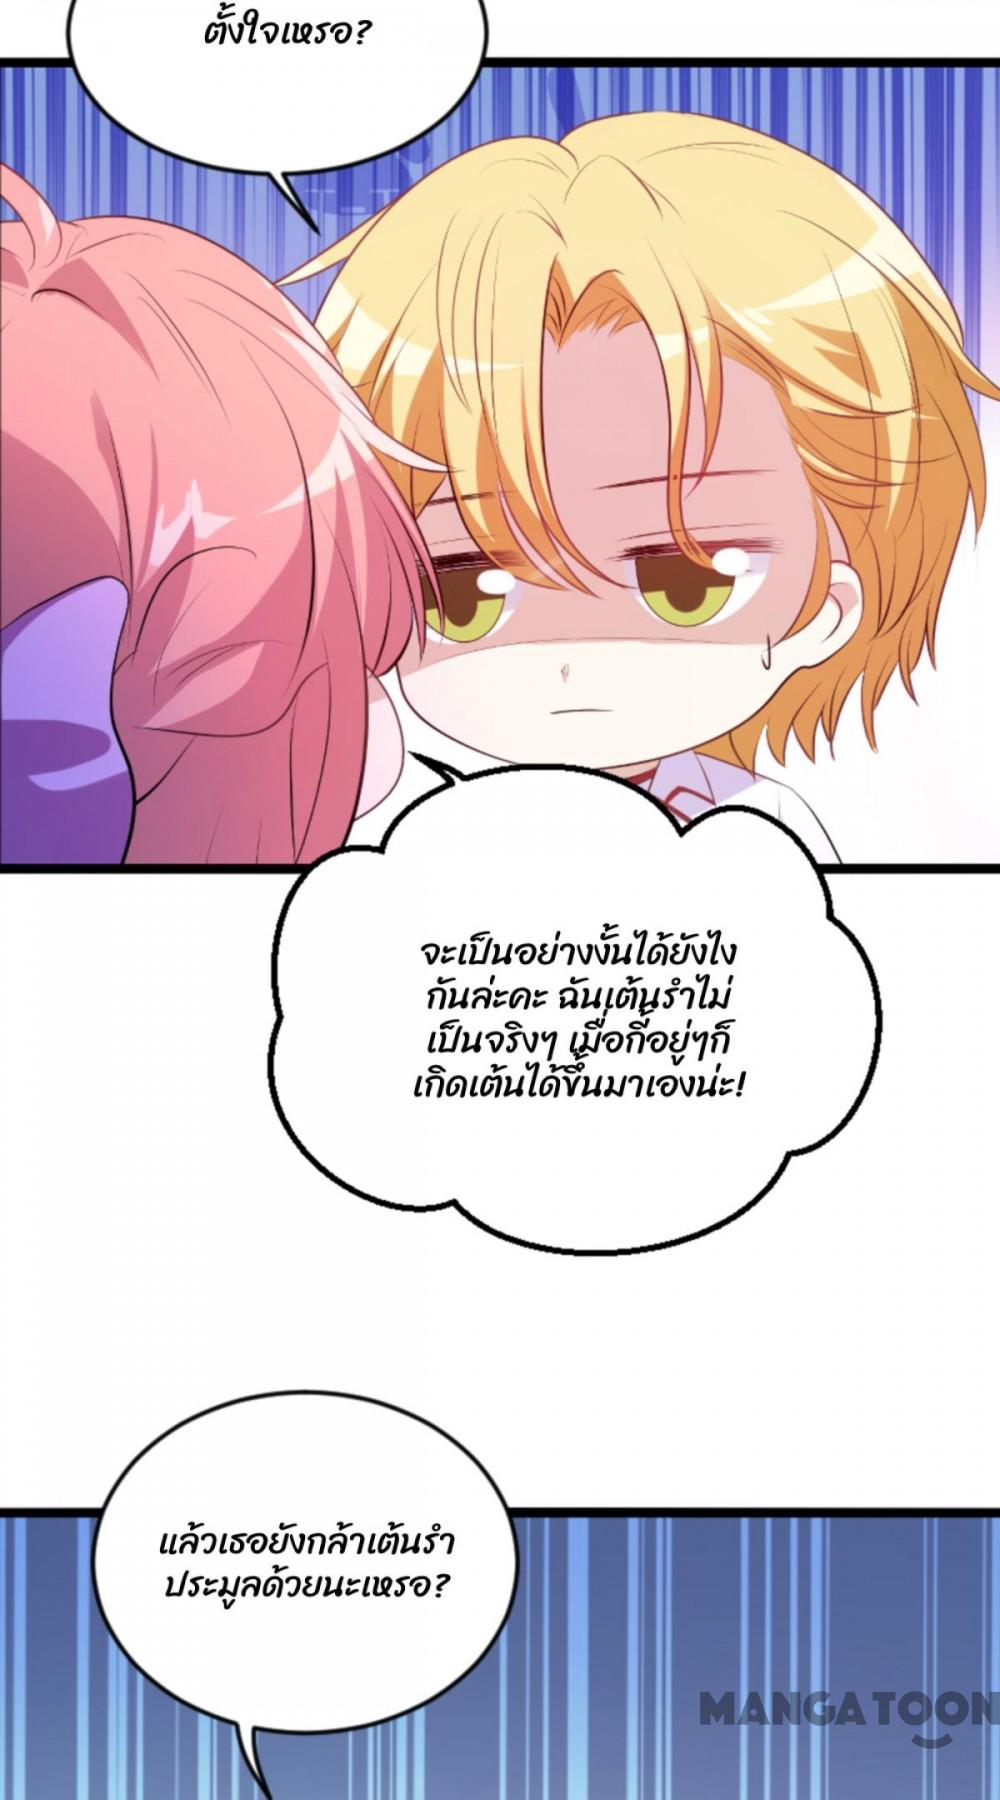 ตั้งใจเหรอ?
จะเป็นอย่างงั้นได้ยังไง
กันล่ะคะ ฉันเต้นรำไม่
เป็นจริงๆ เมื่อกี้อยู่ๆก็
เกิดเต้นได้ขึ้นมาเองน่ะ!
แล้วเธอยังกล้าเต้นรำ
ประมูลด้วยนะเหรอ?
MANGATOON